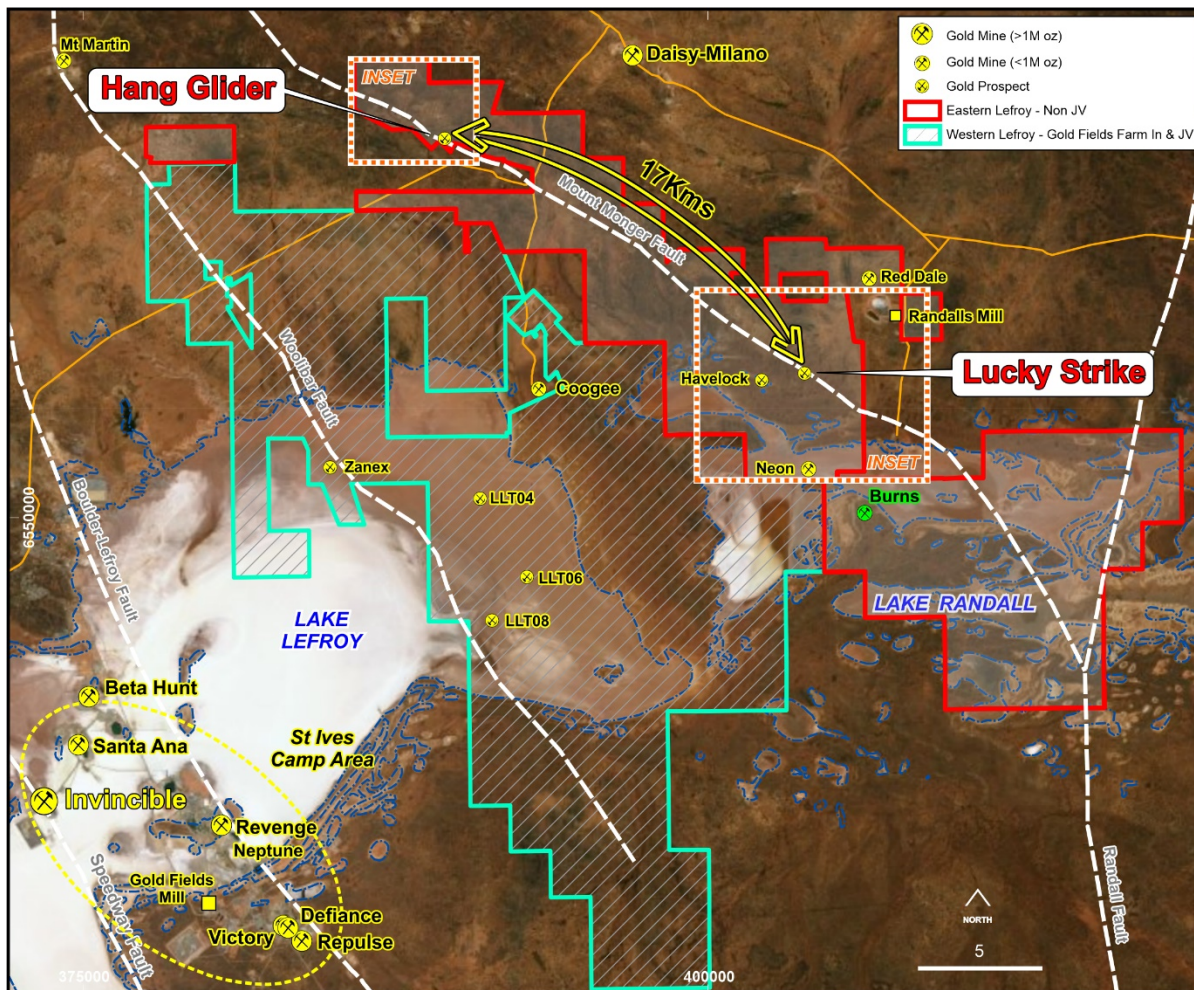 Mt Martin
Hang Glider
INSET
Daisy-Milano
Gold Mine (>1M oz)
Gold Mine (<1M oz)
Gold Prospect
Eastern Lefroy - Non JV
Western Lefroy - Gold Fields Farm In & JV
17Kms
Mount Monger Fault
Red Dale
Randalls Mill
Woolibar Fault
Havelock
Lucky Strike
Coogee
Zanex
Neon
INSET
LLT04
Burns
6550000
Boulder-Lefroy Fault
LLT06
LLT08
LAKE
LEFROY
LAKE RANDALL
Beta Hunt
Santa Ana
St Ives
Camp Area
Invincible
Revenge
Neptune
Gold Fields
Mill
Speedway Fault
Defiance
Victory
Repulse
Randall Fault
NORTH
5
375000
400000